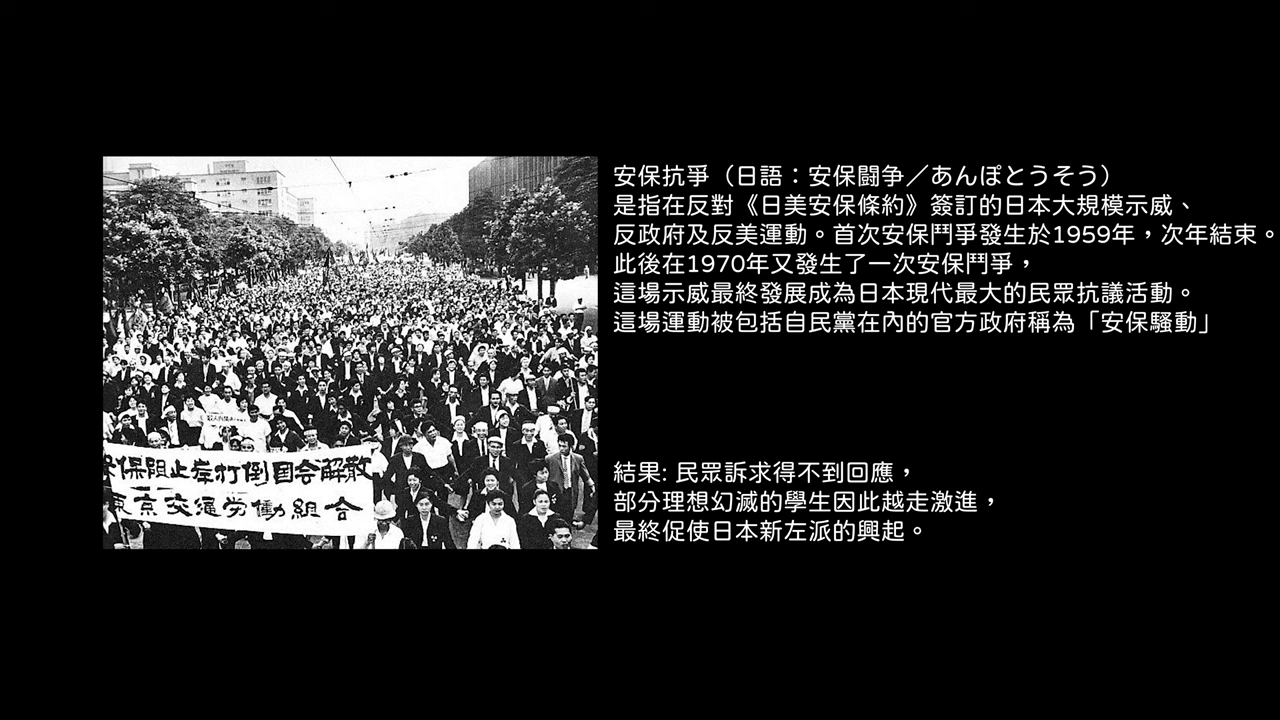 安保抗爭（日語：安保闘争／あんぽとうそう）
是指在反對《日美安保條約》簽訂的日本大規模示威、
反政府及反美運動。首次安保鬥爭發生於1959年，次年結束。
此後在1970年又發生了一次安保鬥爭，
這場示威最終發展成為日本現代最大的民眾抗議活動。
這場運動被包括自民黨在內的官方政府稱為「安保騷動」
結果: 民眾訴求得不到回應，
部分理想幻滅的學生因此越走激進，
最終促使日本新左派的興起。
安保阻止岸打倒国会解散
東京交通労働組合